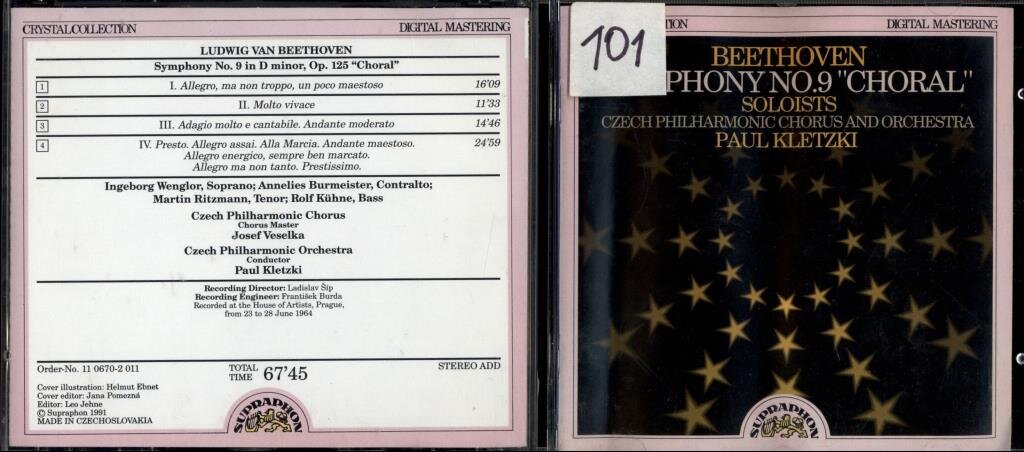 CRYSTALCOLLECTION DIGITAL MASTERING
LUDWIG VAN BEETHOVEN
Symphony No. 9 in D minor, Op. 125 “Choral”
1 I. Allegro, ma non troppo, un poco maestoso 16'09
2 II. Molto vivace 11'33
3 III. Adagio molto e cantabile. Andante moderato 14'46
4 IV. Presto. Allegro assai. Alla Marcia. Andante maestoso. 24'59
Allegro energico, sempre ben marcato.
Allegro ma non tanto. Prestissimo.
Ingeborg Wenglor, Soprano; Annelies Burmeister, Contralto;
Martin Ritzmann, Tenor; Rolf Kühne, Bass
Czech Philharmonic Chorus
Chorus Master
Josef Veselka
Czech Philharmonic Orchestra
Conductor
Paul Kletzki
Recording Director: Ladislav Šíp
Recording Engineer: František Burda
Recorded at the House of Artists, Prague,
from 23 to 28 June 1964
Order-No. 11 0670-2 011
TOTAL TIME 67'45
STEREO ADD
Cover illustration: Helmut Ebnet
Cover editor: Jana Pomezná
Editor: Leo Jehne
© Supraphon 1991
MADE IN CZECHOSLOVAKIA
SUPRAPHON
101
DIGITAL MASTERING
BEETHOVEN
PHONY NO.9 "CHORAL"
SOLOISTS
CZECH PHILHARMONIC CHORUS AND ORCHESTRA
PAUL KLETZKI
SUPRAPHON